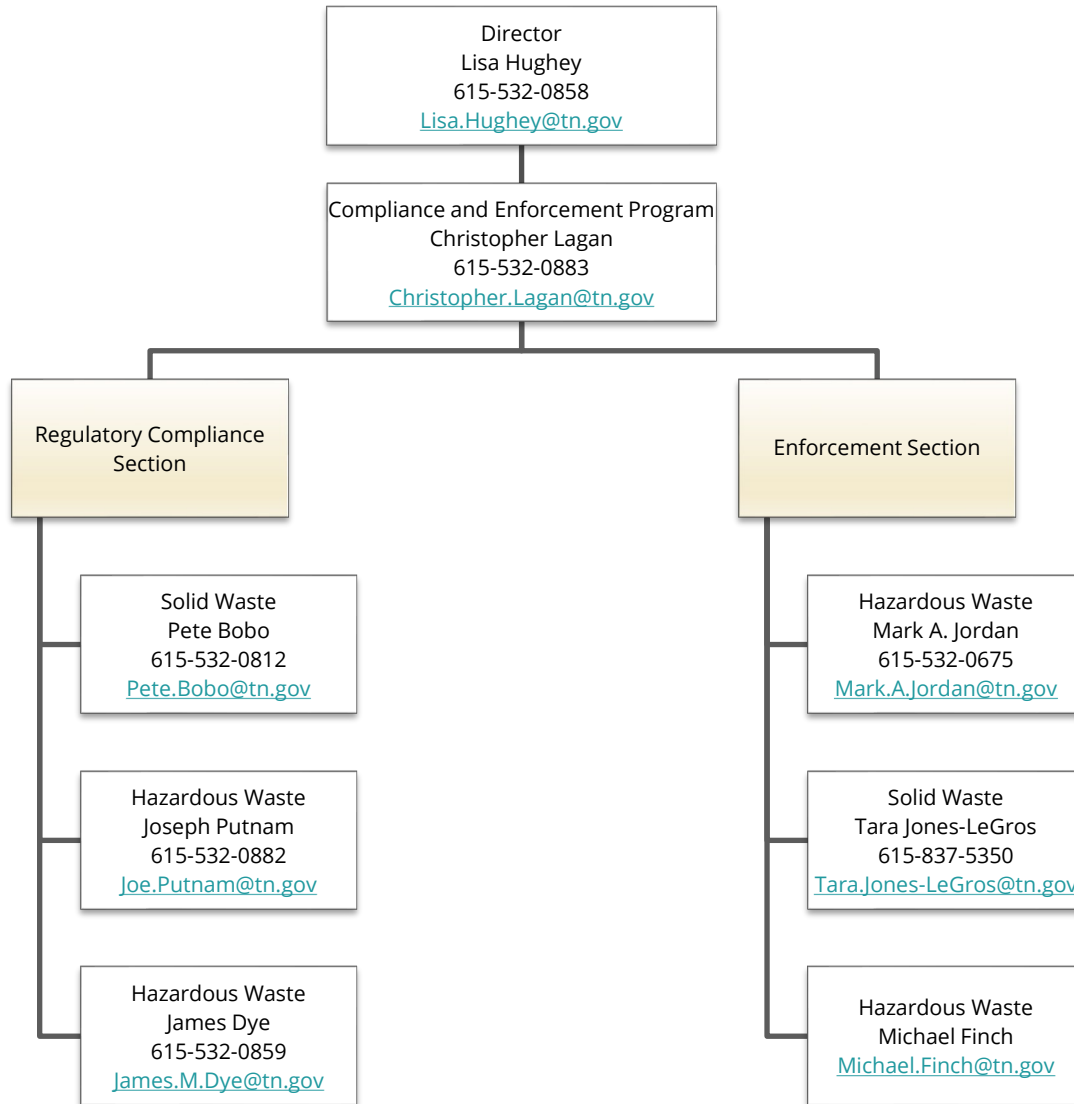 Director
Lisa Hughey
615-532-0858
Lisa.Hughey@tn.gov
Compliance and Enforcement Program
Christopher Lagan
615-532-0883
Christopher.Lagan@tn.gov
Regulatory Compliance
Section
Solid Waste
Pete Bobo
615-532-0812
Pete.Bobo@tn.gov
Hazardous Waste
Joseph Putnam
615-532-0882
Joe.Putnam@tn.gov
Hazardous Waste
James Dye
615-532-0859
James.M.Dye@tn.gov
Enforcement Section
Hazardous Waste
Mark A. Jordan
615-532-0675
Mark.A.Jordan@tn.gov
Solid Waste
Tara Jones-LeGros
615-837-5350
Tara.Jones-LeGros@tn.gov
Hazardous Waste
Michael Finch
Michael.Finch@tn.gov